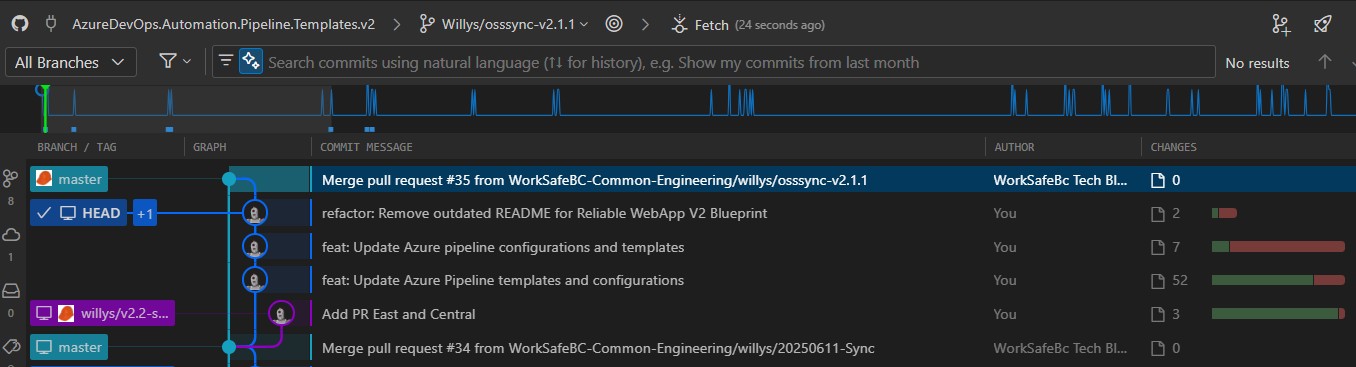 AzureDevOps.Automation.Pipeline.Templates.v2 Willys/osssync-v2.1.1 Fetch (24 seconds ago)
All Branches Search commits using natural language (↑↓ for history), e.g. Show my commits from last month No results
BRANCH / TAG GRAPH COMMIT MESSAGE AUTHOR CHANGES
master Merge pull request #35 from WorkSafeBC-Common-Engineering/willys/osssync-v2.1.1 WorkSafeBc Tech Bl... 0
8
HEAD +1 refactor: Remove outdated README for Reliable WebApp V2 Blueprint You 2
feat: Update Azure pipeline configurations and templates You 7
1
feat: Update Azure Pipeline templates and configurations You 52
0
willys/v2.2-s... Add PR East and Central You 3
master Merge pull request #34 from WorkSafeBC-Common-Engineering/willys/20250611-Sync WorkSafeBc Tech Bl... 0